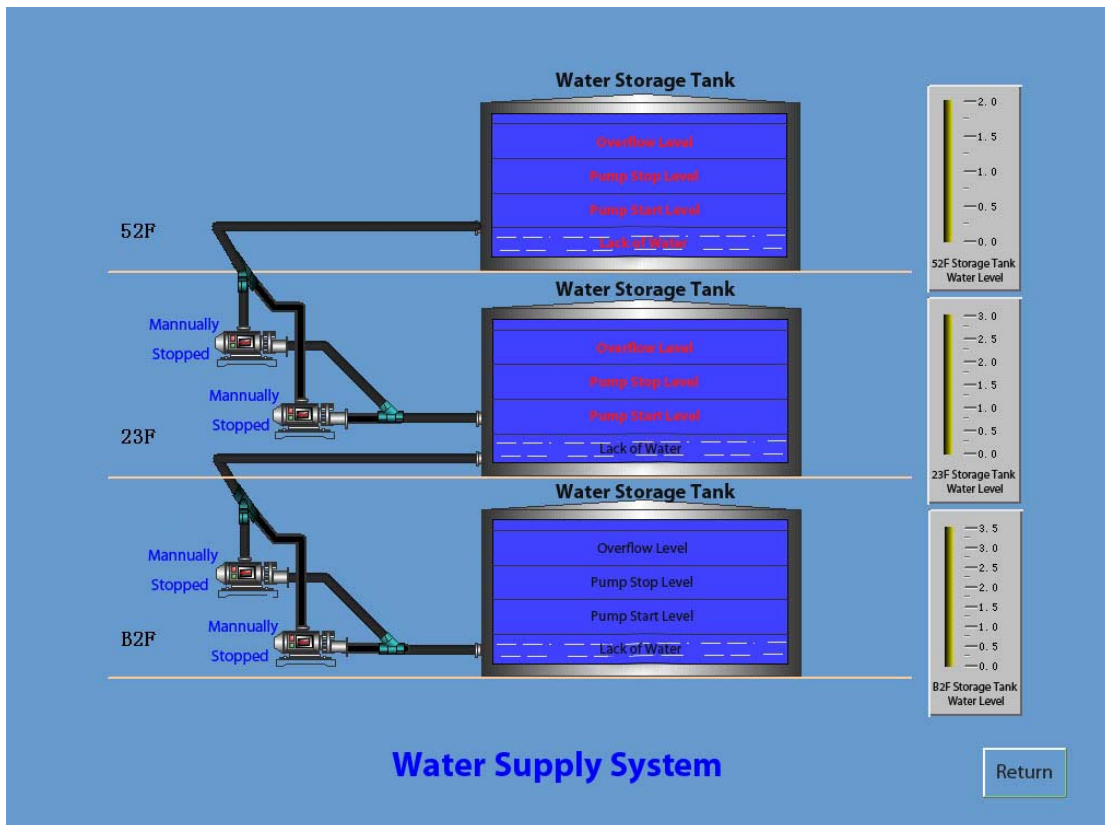 Water Storage Tank
Overflow Level
Pump Stop Level
Pump Start Level
Lack of Water
52F
2.0
1.5
1.0
0.5
0.0
52F Storage Tank
Water Level
Water Storage Tank
Overflow Level
Pump Stop Level
Pump Start Level
Lack of Water
Mannually
Stopped
Mannually
Stopped
23F
3.0
2.5
2.0
1.5
1.0
0.5
0.0
23F Storage Tank
Water Level
Water Storage Tank
Overflow Level
Pump Stop Level
Pump Start Level
Lack of Water
Mannually
Stopped
Mannually
Stopped
B2F
3.5
3.0
2.5
2.0
1.5
1.0
0.5
0.0
B2F Storage Tank
Water Level
Water Supply System
Return